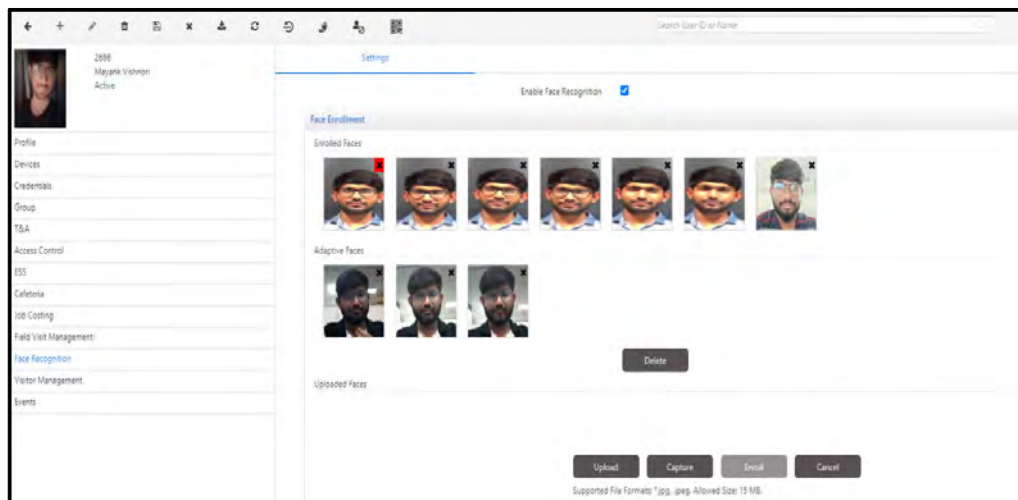 Search User ID or Name
2686
Mayank Vishnoi
Active
Settings
Enable Face Recognition
Face Enrollment
Enrolled Faces
Profile
Devices
Credentials
Group
T&A
Access Control
Adaptive Faces
ESS
Cafeteria
Job Costing
Field Visit Management
Face Recognition
Delete
Visitor Management
Uploaded Faces
Events
Upload
Capture
Enroll
Cancel
Supported File Formats: *.jpg, .jpeg. Allowed Size: 15 MB.